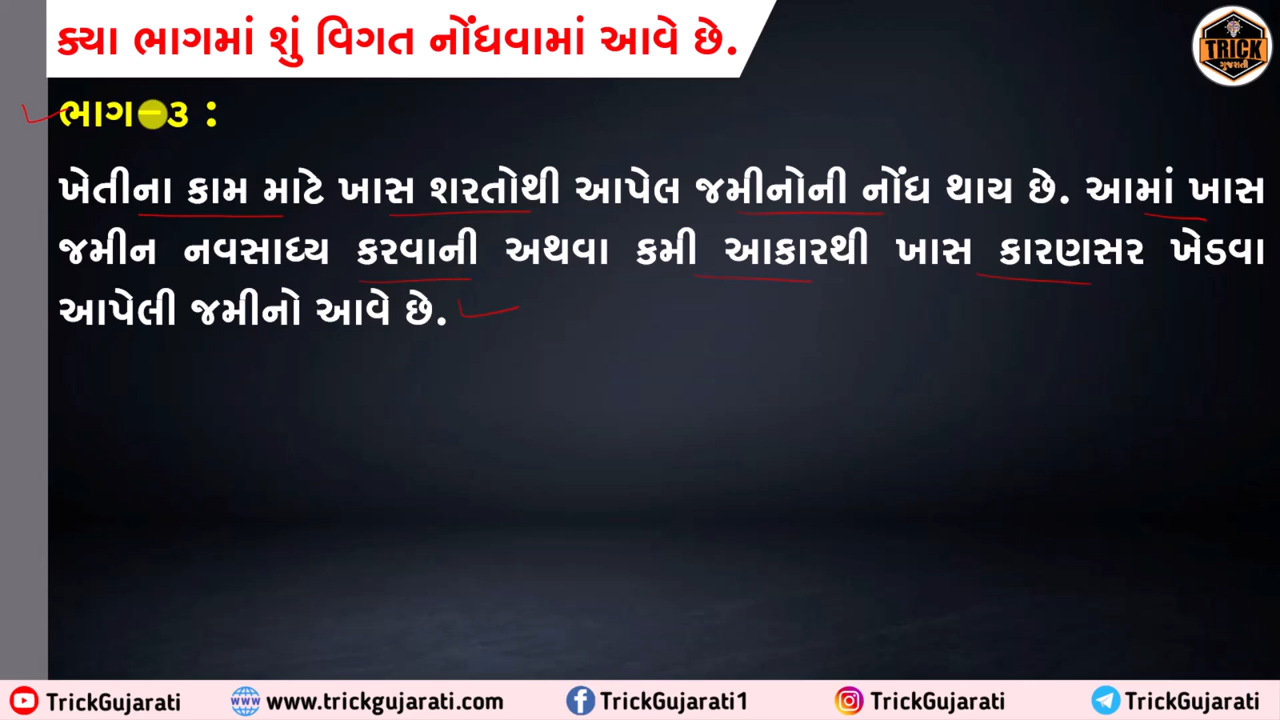 ક્યા ભાગમાં શું વિગત નોંધવામાં આવે છે.
TRICK
ગુજરાતી
ભાગ-૩ :
ખેતીના કામ માટે ખાસ શરતોથી આપેલ જમીનોની નોંધ થાય છે. આમાં ખાસ
જમીન નવસાધ્ય કરવાની અથવા કમી આકારથી ખાસ કારણસર ખેડવા
આપેલી જમીનો આવે છે.
TrickGujarati www.trickgujarati.com TrickGujarati1 TrickGujarati TrickGujarati